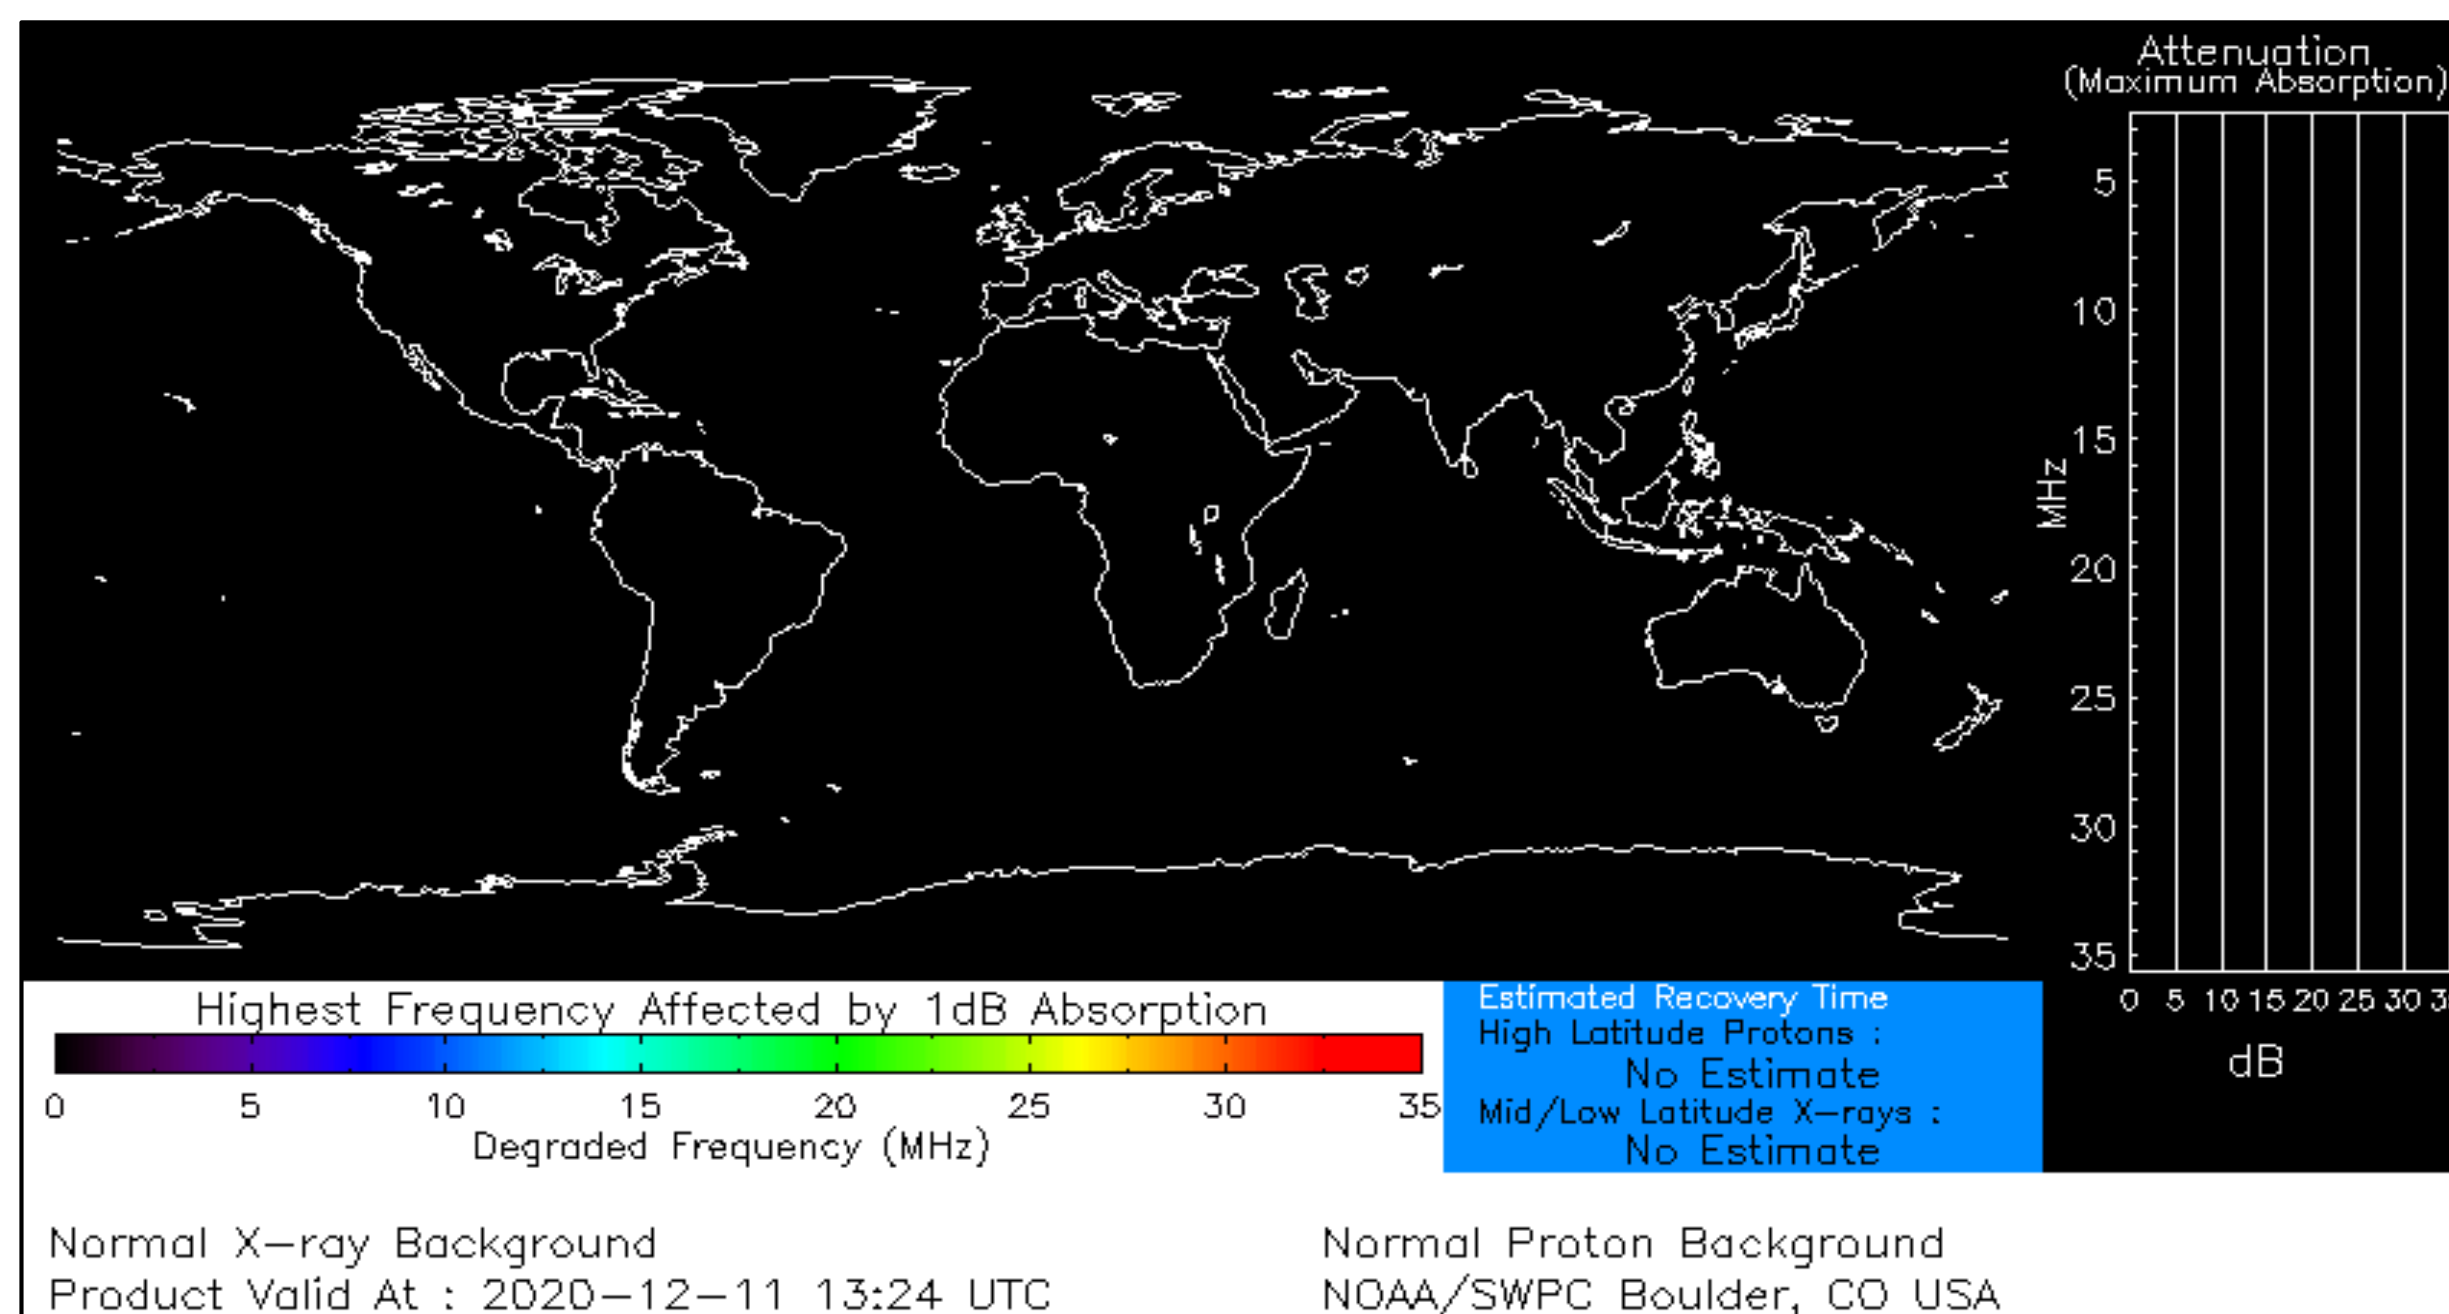 Attenuation
(Maximum Absorption)
5
10
15
20
25
30
35
MHz
0 5 10 15 20 25 30
dB
Highest Frequency Affected by 1dB Absorption
0 5 10 15 20 25 30 35
Degraded Frequency (MHz)
Estimated Recovery Time
High Latitude Protons :
No Estimate
Mid/Low Latitude X-rays :
No Estimate
Normal X-ray Background
Normal Proton Background
Product Valid At : 2020-12-11 13:24 UTC
NOAA/SWPC Boulder, CO USA